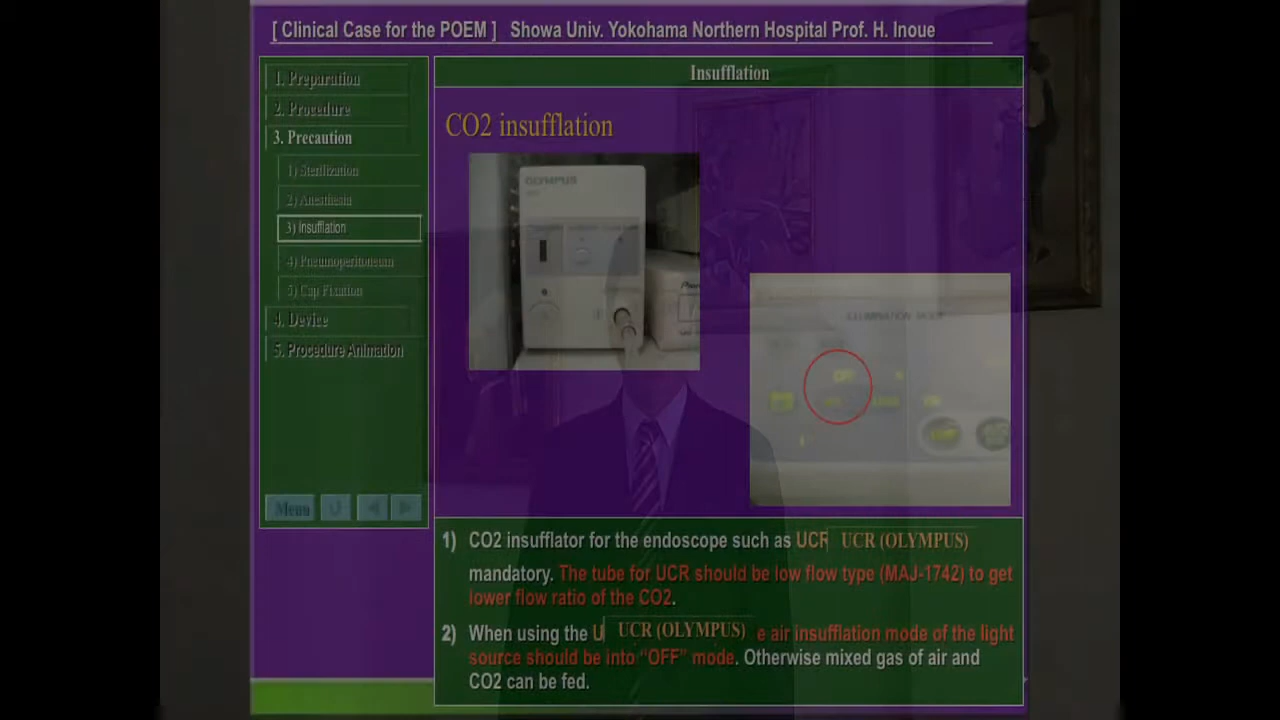 [ Clinical Case for the POEM ] Showa Univ. Yokohama Northern Hospital Prof. H. Inoue
1. Preparation
2. Procedure
3. Precaution
1) Sterilization
2) Anesthesia
3) Insufflation
4) Pneumoperitoneum
5) Cap Fixation
4. Device
5. Procedure Animation
Menu
Insufflation
CO2 insufflation
OLYMPUS
ILLUMINATION
OFF
1) CO2 insufflator for the endoscope such as UCR UCR (OLYMPUS)
mandatory. The tube for UCR should be low flow type (MAJ-1742) to get
lower flow ratio of the CO2.
2) When using the U UCR (OLYMPUS) e air insufflation mode of the light
source should be into “OFF” mode. Otherwise mixed gas of air and
CO2 can be fed.